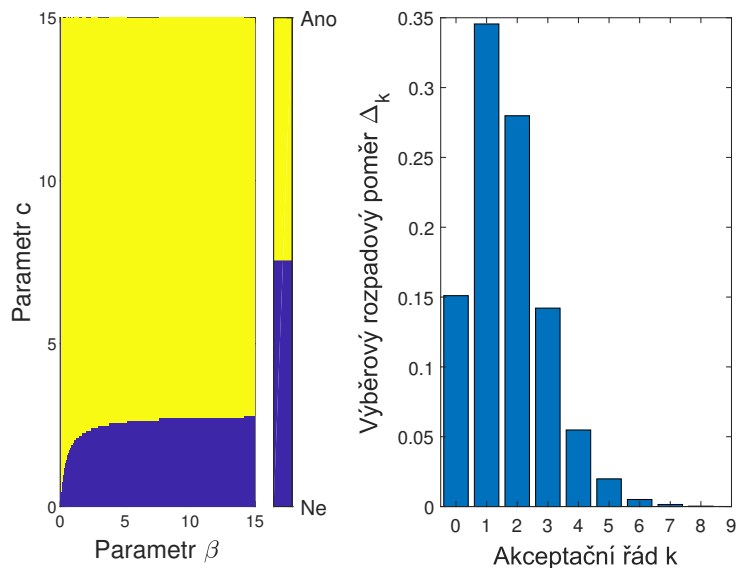 15
10
5
0
Parametr c
0
5
10
15
Parametr β
Ano
Ne
0.35
0.3
0.25
0.2
0.15
0.1
0.05
0
Výběrový rozpadový poměr Δk
0 1 2 3 4 5 6 7 8 9
Akceptační řád k